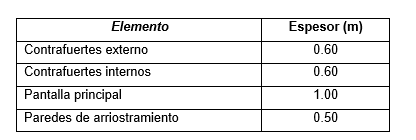 Elemento Espesor (m)
Contrafuertes externo 0.60
Contrafuertes internos 0.60
Pantalla principal 1.00
Paredes de arriostramiento 0.50